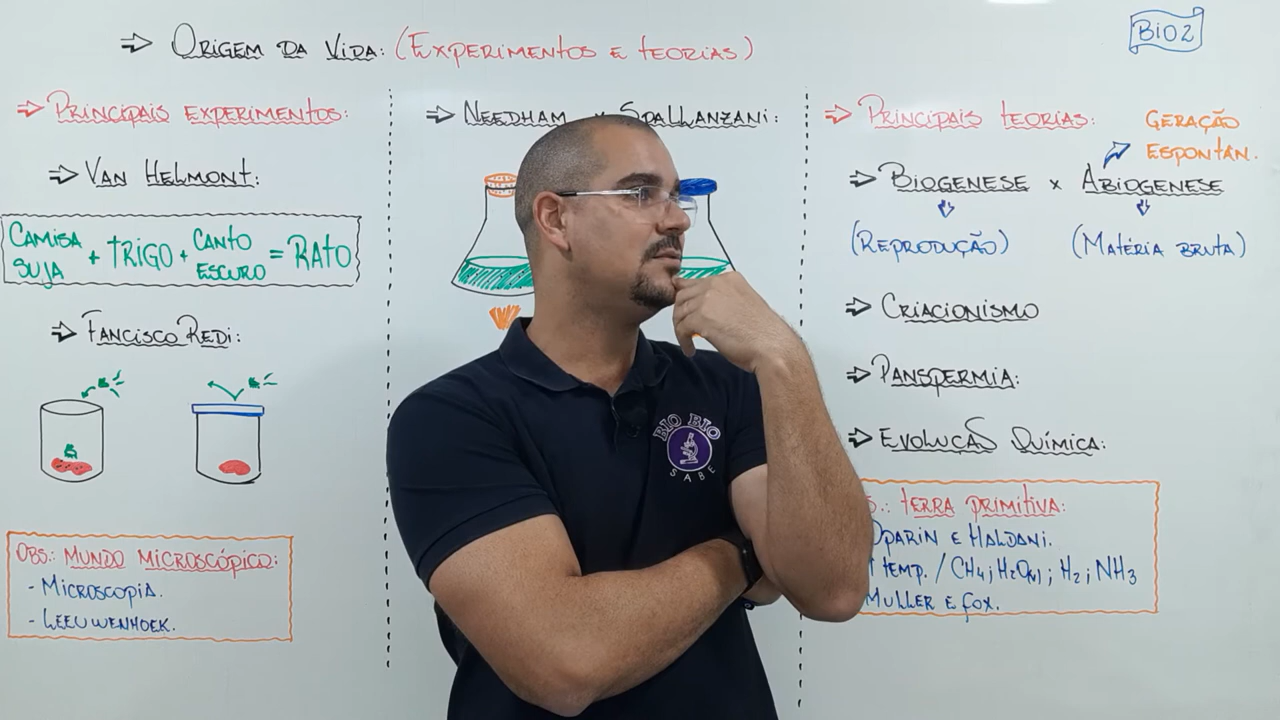 ⇒ ORIGEM DA VIDA: (EXPERIMENTOS E TEORIAS)
BIO2
⇒ PRINCIPAIS EXPERIMENTOS:
⇒ VAN HELMONT:
CAMISA SUJA + TRIGO + CANTO ESCURO = RATO
⇒ FANCISCO REDI:
OBS.: MUNDO MICROSCÓPICO:
- MICROSCOPIA.
- LEEUWENHOEK.
⇒ NEEDHAM x SPALLANZANI:
BIO BIO
SABE
⇒ PRINCIPAIS TEORIAS:
GERAÇÃO
ESPONTÂN.
⇒ BIOGENESE x ABIOGENESE
(REPRODUÇÃO) (MATÉRIA BRUTA)
⇒ CRIACIONISMO
⇒ PANSPERMIA:
⇒ EVOLUÇÃO QUÍMICA:
S.: TERRA PRIMITIVA:
OPARIN E HALDANI.
↑ TEMP. / CH4; H2O(V); H2; NH3
MULLER E FOX.